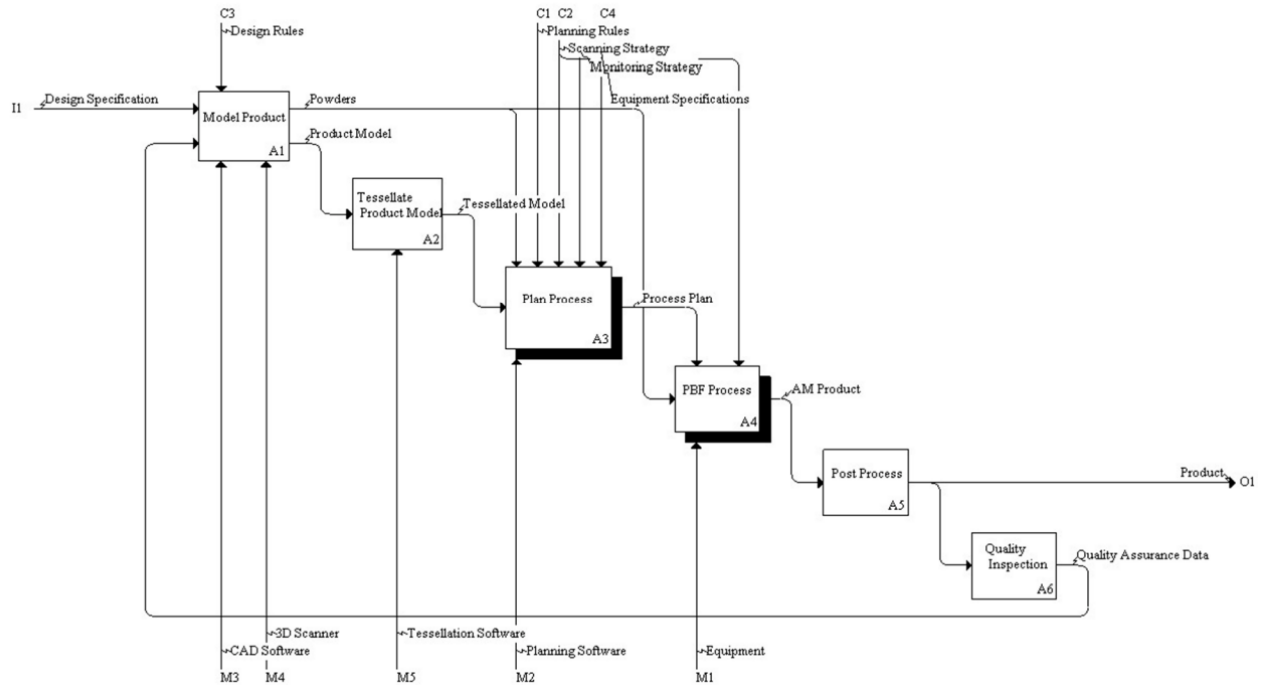 C3
C1
C2
C4
Design Rules
Planning Rules
Scanning Strategy
Monitoring Strategy
I1
Design Specification
Powders
Equipment Specifications
Model Product
A1
Product Model
Tessellate
Product Model
A2
Tessellated Model
Plan Process
A3
Process Plan
PBF Process
A4
AM Product
Post Process
A5
Product
O1
Quality
Inspection
A6
Quality Assurance Data
3D Scanner
Tessellation Software
CAD Software
Planning Software
Equipment
M3
M4
M5
M2
M1